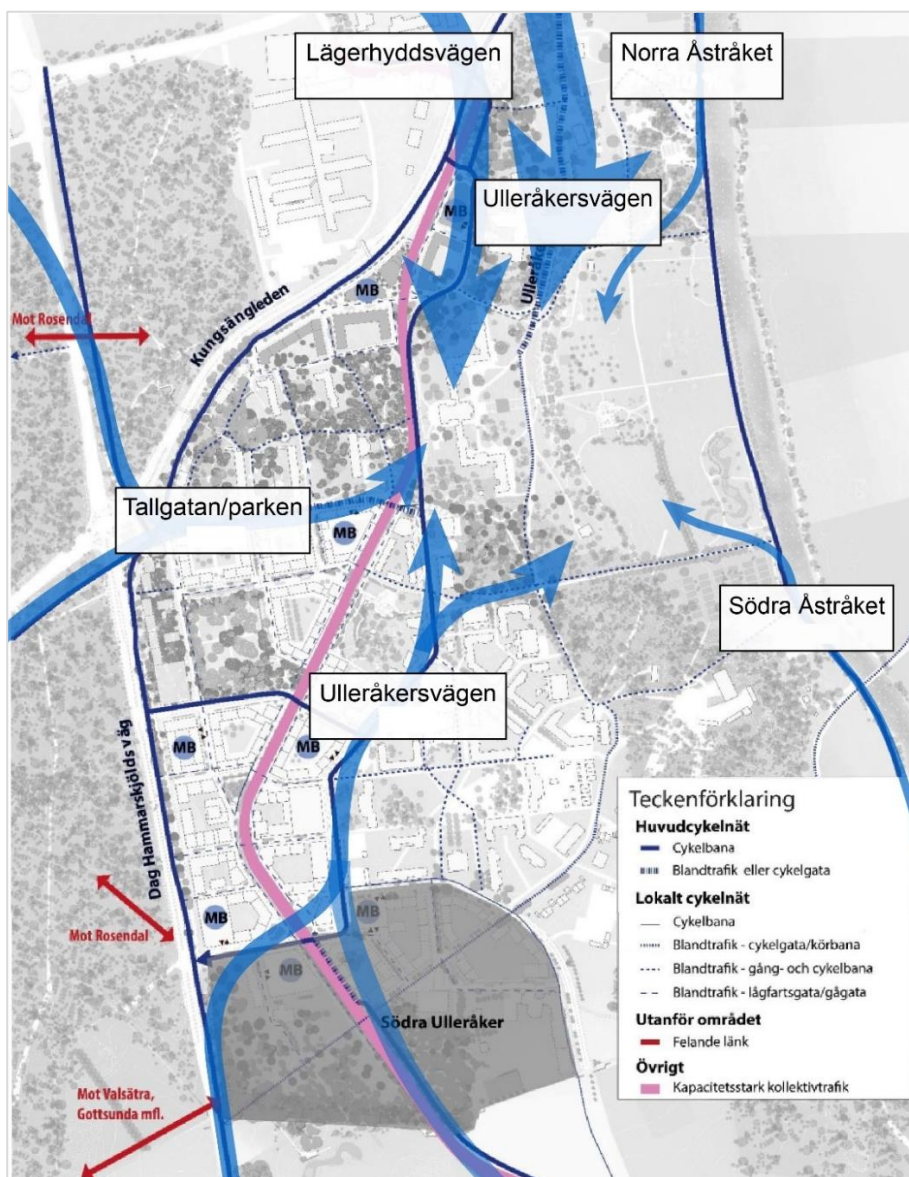 Lägerhyddsvägen
Norra Åstråket
Ulleråkersvägen
MB
Ulleråke
MB
Kungsängleden
Mot Rosendal
Tallgatan/parken
MB
Södra Åstråket
Ulleråkersvägen
MB
MB
Dag Hammarskjölds väg
MB
MB
Mot Rosendal
MB
Södra Ulleråker
Mot Valsätra,
Gottsunda mfl.
Teckenförklaring
Huvudcykelnät
Cykelbana
Blandtrafik eller cykelgata
Lokalt cykelnät
Cykelbana
Blandtrafik - cykelgata/körbana
Blandtrafik - gång- och cykelbana
Blandtrafik - lågfartsgata/gågata
Utanför området
Felande länk
Övrigt
Kapacitetsstark kollektivtrafik